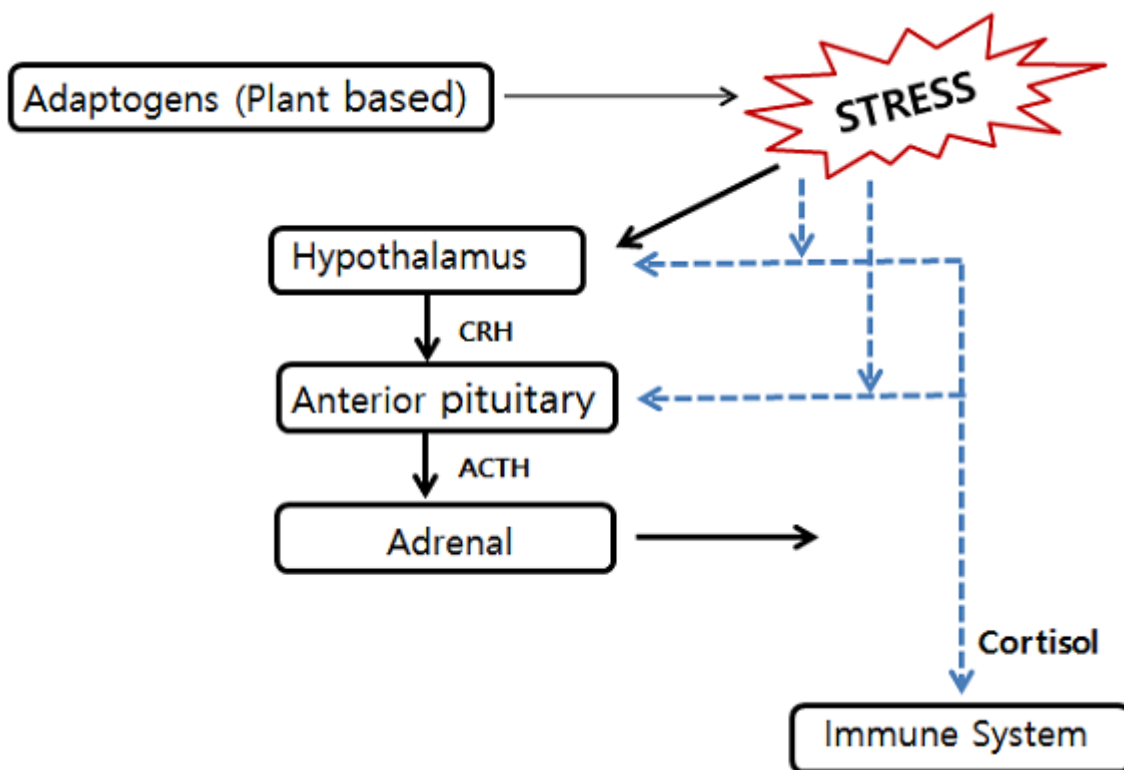 Adaptogens (Plant based)
STRESS
Hypothalamus
CRH
Anterior pituitary
ACTH
Adrenal
Cortisol
Immune System